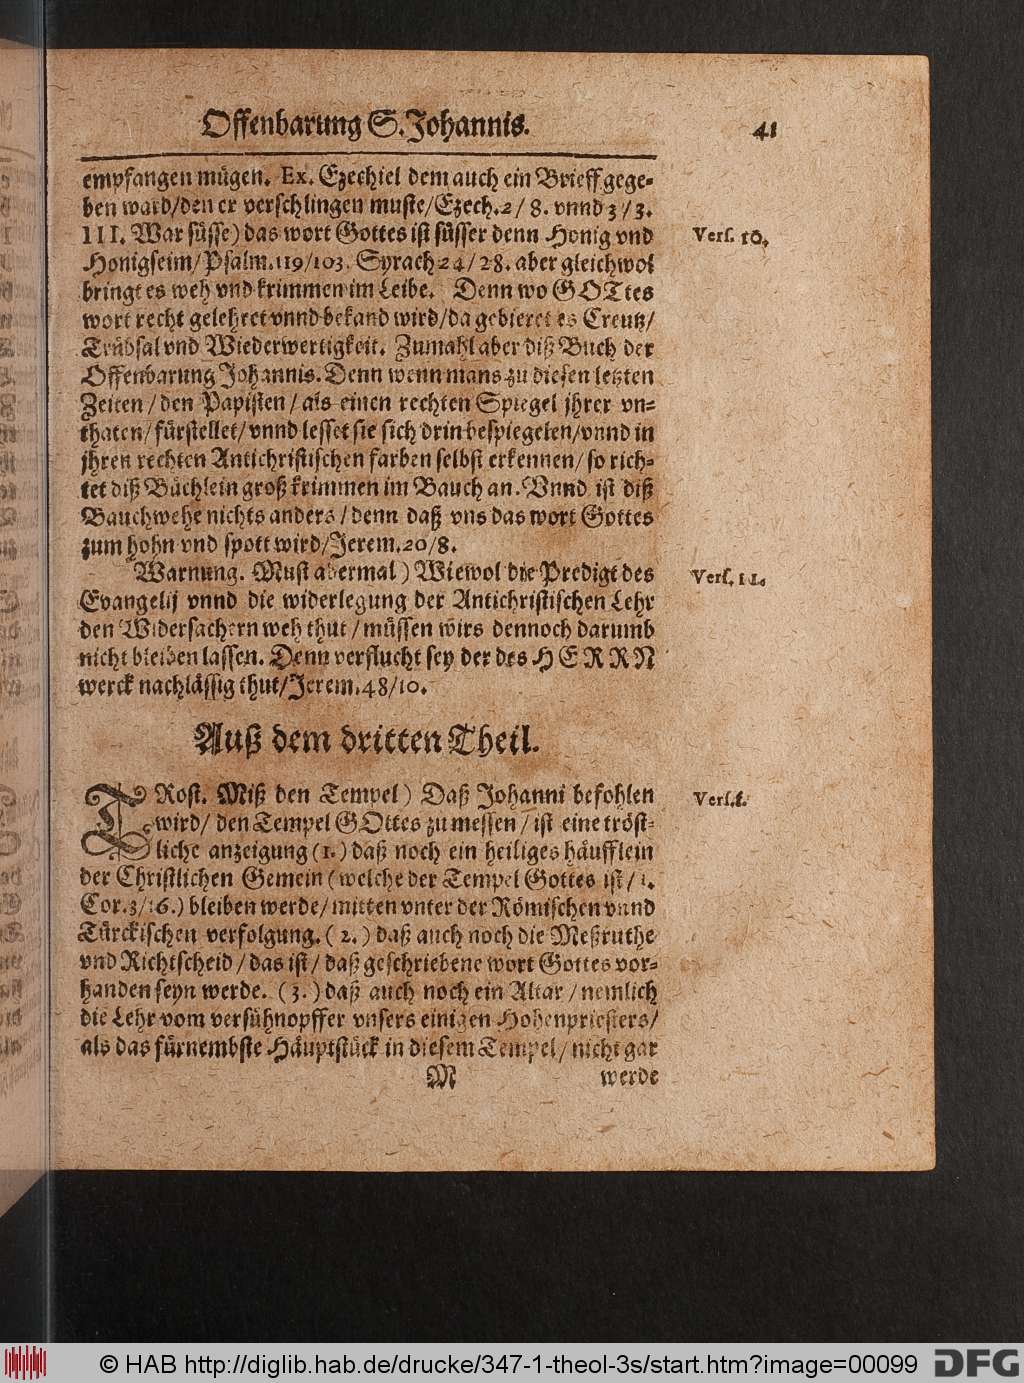 Offenbarung S. Johannis. 41
empfangen mügen. Ex. Ezechiel dem auch ein Brieff gege-
ben ward/den er verschlingen muste/Ezech.2/8. vnnd 3/3.
III. War süsse) das wort Gottes ist süsser denn Honig vnd
Vers. 10.
Honigseim/Psalm.119/103. Syrach 24/28. aber gleichwol
bringt es weh vnd krimmen im Leibe. Denn wo GOTtes
wort recht gelehret vnnd bekand wird/da gebieret es Creutz/
Trübsal vnd Wiederwertigkeit. Zumahl aber diß Buch der
Offenbarung Johannis. Denn wenn mans zu diesen letzten
Zeiten/den Papisten/als einen rechten Spiegel jhrer vn-
thaten/fürstellet/vnnd lesset sie sich drin bespiegelen/vnnd in
jhren rechten Antichristischen farben selbst erkennen/so rich-
tet diß Büchlein groß krimmen im Bauch an. Vnnd ist diß
Bauchwehe nichts anders/denn daß vns das wort Gottes
zum hohn vnd spott wird/Jerem.20/8.
Warnung. Must abermal) Wiewol die Predigt des
Vers. 11.
Evangelij vnnd die widerlegung der Antichristischen Lehr
den Widersachern weh thut/müssen wirs dennoch darumb
nicht bleiben lassen. Denn verflucht sey der des HERRN
werck nachlässig thut/Jerem.48/10.
Auß dem dritten Theil.
TRost. Miß den Tempel) Daß Johanni befohlen
Vers.1.
wird/den Tempel GOttes zu messen/ist eine tröst-
liche anzeigung (1.) daß noch ein heiliges häufflein
der Christlichen Gemein (welche der Tempel Gottes ist/1.
Cor.3/16.) bleiben werde/mitten vnter der Römischen vnnd
Türckischen verfolgung. (2.) daß auch noch die Meßruthe
vnd Richtscheid/das ist/daß geschriebene wort Gottes vor-
handen seyn werde. (3.) daß auch noch ein Altar/nemlich
die Lehr vom versühnopffer vnsers einigen Hohenpriesters/
als das fürnembste Häuptstück in diesem Tempel/nicht gar
M werde
© HAB http://diglib.hab.de/drucke/347-1-theol-3s/start.htm?image=00099 DFG